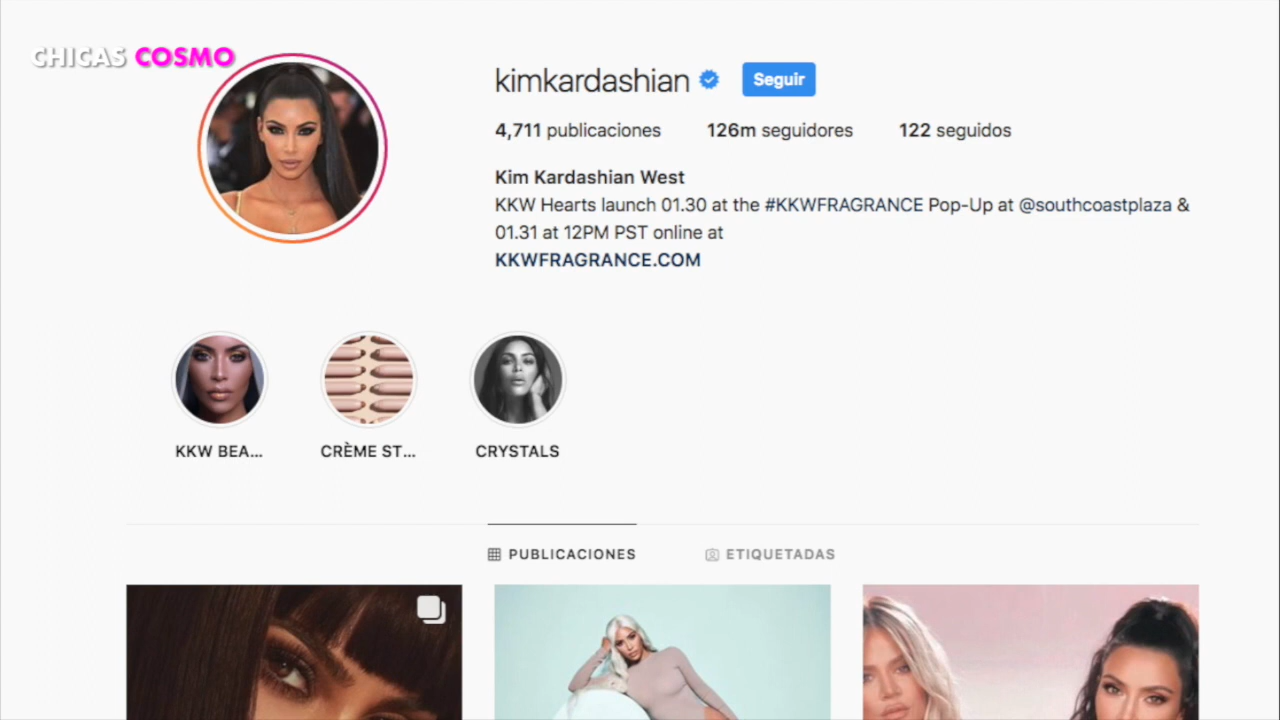 CHICAS COSMO
kimkardashian
Seguir
4,711 publicaciones 126m seguidores 122 seguidos
Kim Kardashian West
KKW Hearts launch 01.30 at the #KKWFRAGRANCE Pop-Up at @southcoastplaza &
01.31 at 12PM PST online at
KKWFRAGRANCE.COM
KKW BEA... CRÈME ST... CRYSTALS
PUBLICACIONES ETIQUETADAS